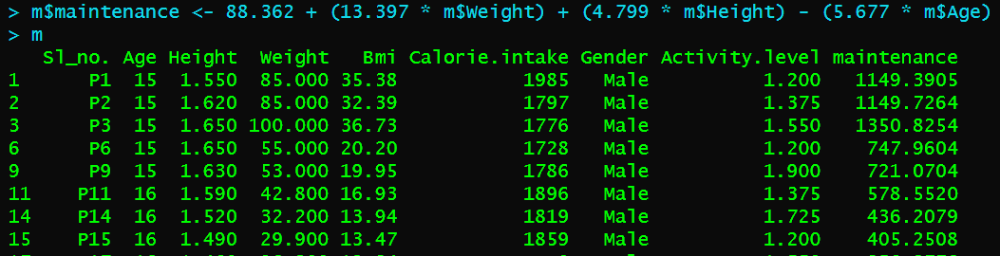 > m$maintenance <- 88.362 + (13.397 * m$Weight) + (4.799 * m$Height) - (5.677 * m$Age)
> m
Sl_no. Age Height Weight Bmi Calorie.intake Gender Activity.level maintenance
1 P1 15 1.550 85.000 35.38 1985 Male 1.200 1149.3905
2 P2 15 1.620 85.000 32.39 1797 Male 1.375 1149.7264
3 P3 15 1.650 100.000 36.73 1776 Male 1.550 1350.8254
6 P6 15 1.650 55.000 20.20 1728 Male 1.200 747.9604
9 P9 15 1.630 53.000 19.95 1786 Male 1.900 721.0704
11 P11 16 1.590 42.800 16.93 1896 Male 1.375 578.5520
14 P14 16 1.520 32.200 13.94 1819 Male 1.725 436.2079
15 P15 16 1.490 29.900 13.47 1859 Male 1.200 405.2508